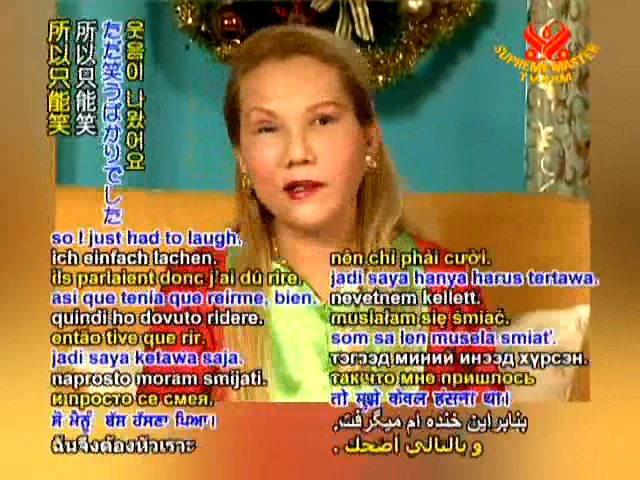 웃음이 나왔어요
ただ笑うばかりでした
所以只能笑
所以只能笑
SUPREME MASTER
TV
so I just had to laugh.
ich einfach lachen.
ils parlaient donc j'ai dû rire.
así que tenía que reírme, bien.
quindi ho dovuto ridere.
então tive que rir.
jadi saya ketawa saja.
naprosto moram smijati.
и просто се смея,
ਸੋ ਮੈਨੂੰ ਬੱਸ ਹੱਸਣਾ ਪਿਆ।
ฉันจึงต้องหัวเราะ
nên chỉ phải cười.
jadi saya hanya harus tertawa.
nevetnem kellett.
musiałam się śmiać.
som sa len musela smiať.
тэгээд миний инээд хүрсэн.
так что мне пришлось
तो मुझे केवल हंसना था।
بنابراین خنده ام میگرفت,
و بالتالي أضحك .